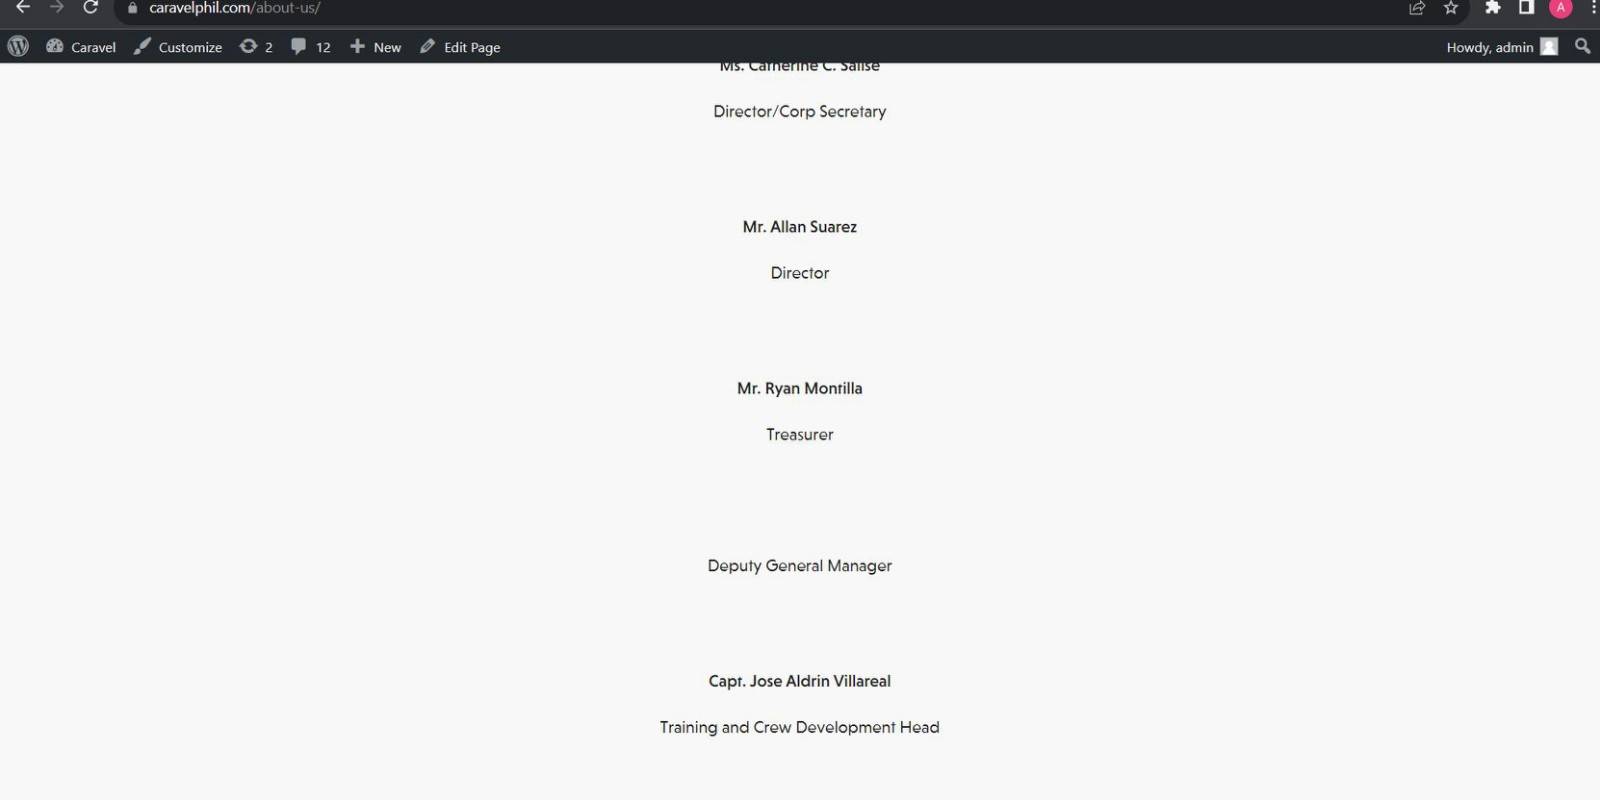 caravelphil.com/about-us/
Caravel Customize 2 12 New Edit Page Howdy, admin
A
Ms. Catherine C. Salise
Director/Corp Secretary
Mr. Allan Suarez
Director
Mr. Ryan Montilla
Treasurer
Deputy General Manager
Capt. Jose Aldrin Villareal
Training and Crew Development Head